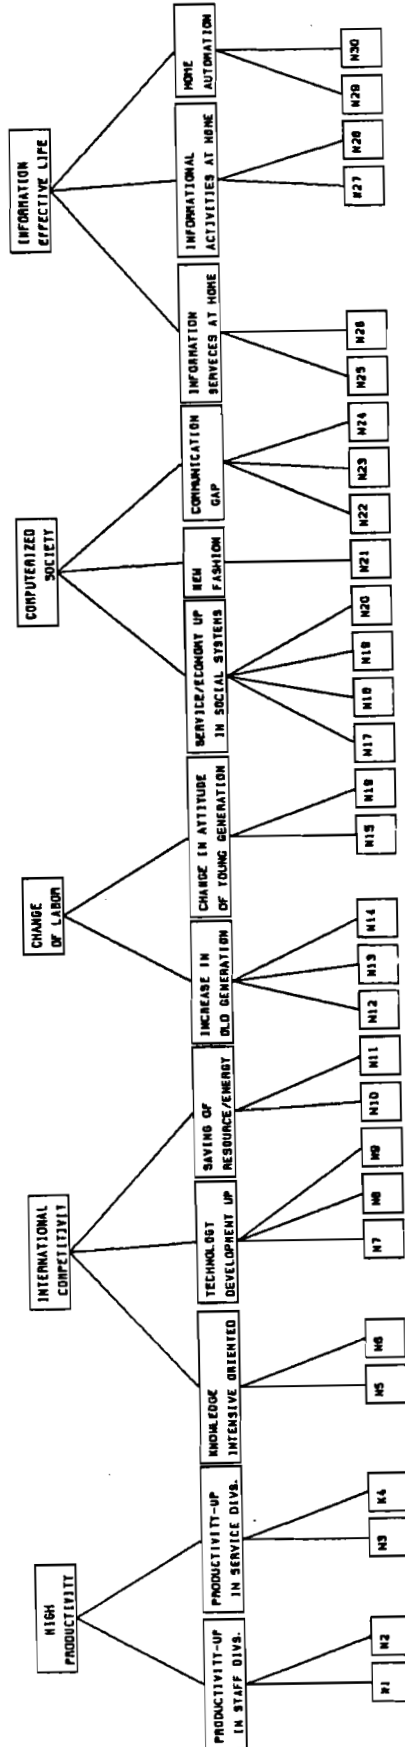 HIGH
PRODUCTIVITY
INTERNATIONAL
COMPETITIVIT
CHANGE
OF LABOR
COMPUTERIZED
SOCIETY
INFORMATION
EFFECTIVE LIFE
PRODUCTIVITY-UP
IN STAFF DIVS.
PRODUCTIVITY-UP
IN SERVICE DIVS.
KNOWLEDGE
INTENSIVE ORIENTED
TECHNOLOGY
DEVELOPMENT UP
SAVING OF
RESOURCE/ENERGY
INCREASE IN
OLD GENERATION
CHANGE IN ATTITUDE
OF YOUNG GENERATION
SERVICE/ECONOMY UP
IN SOCIAL SYSTEMS
NEW
FASHION
COMMUNICATION
GAP
INFORMATION
SERVECES AT HOME
INFORMATIONAL
ACTIVITIES AT HOME
HOME
AUTOMATION
N1
N2
N3
N4
N5
N6
N7
N8
N9
N10
N11
N12
N13
N14
N15
N16
N17
N18
N19
N20
N21
N22
N23
N24
N25
N26
N27
N28
N29
N30